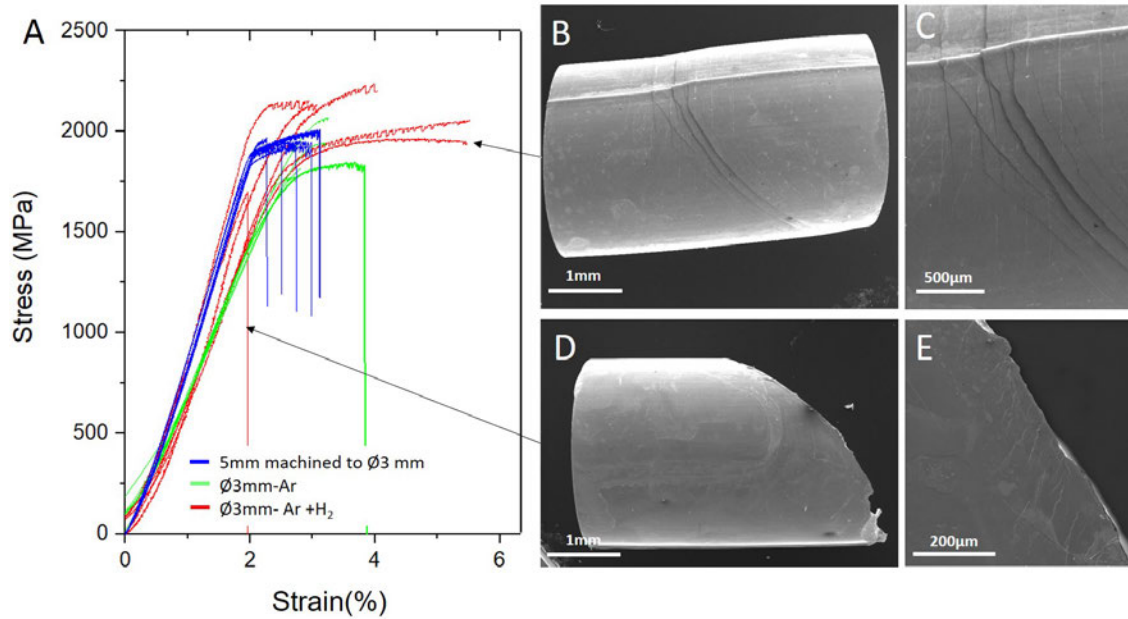 A
2500
2000
1500
1000
500
0
0
2
4
6
Stress (MPa)
Strain(%)
5mm machined to Ø3 mm
Ø3mm-Ar
Ø3mm- Ar +H₂
B
1mm
C
500µm
D
1mm
E
200µm